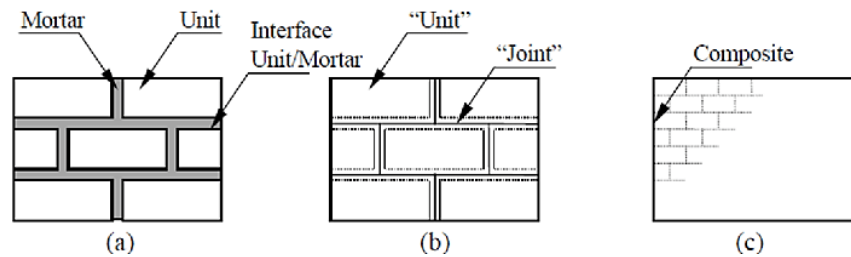 Mortar
Unit
Interface
Unit/Mortar
“Unit”
“Joint”
Composite
(a)
(b)
(c)